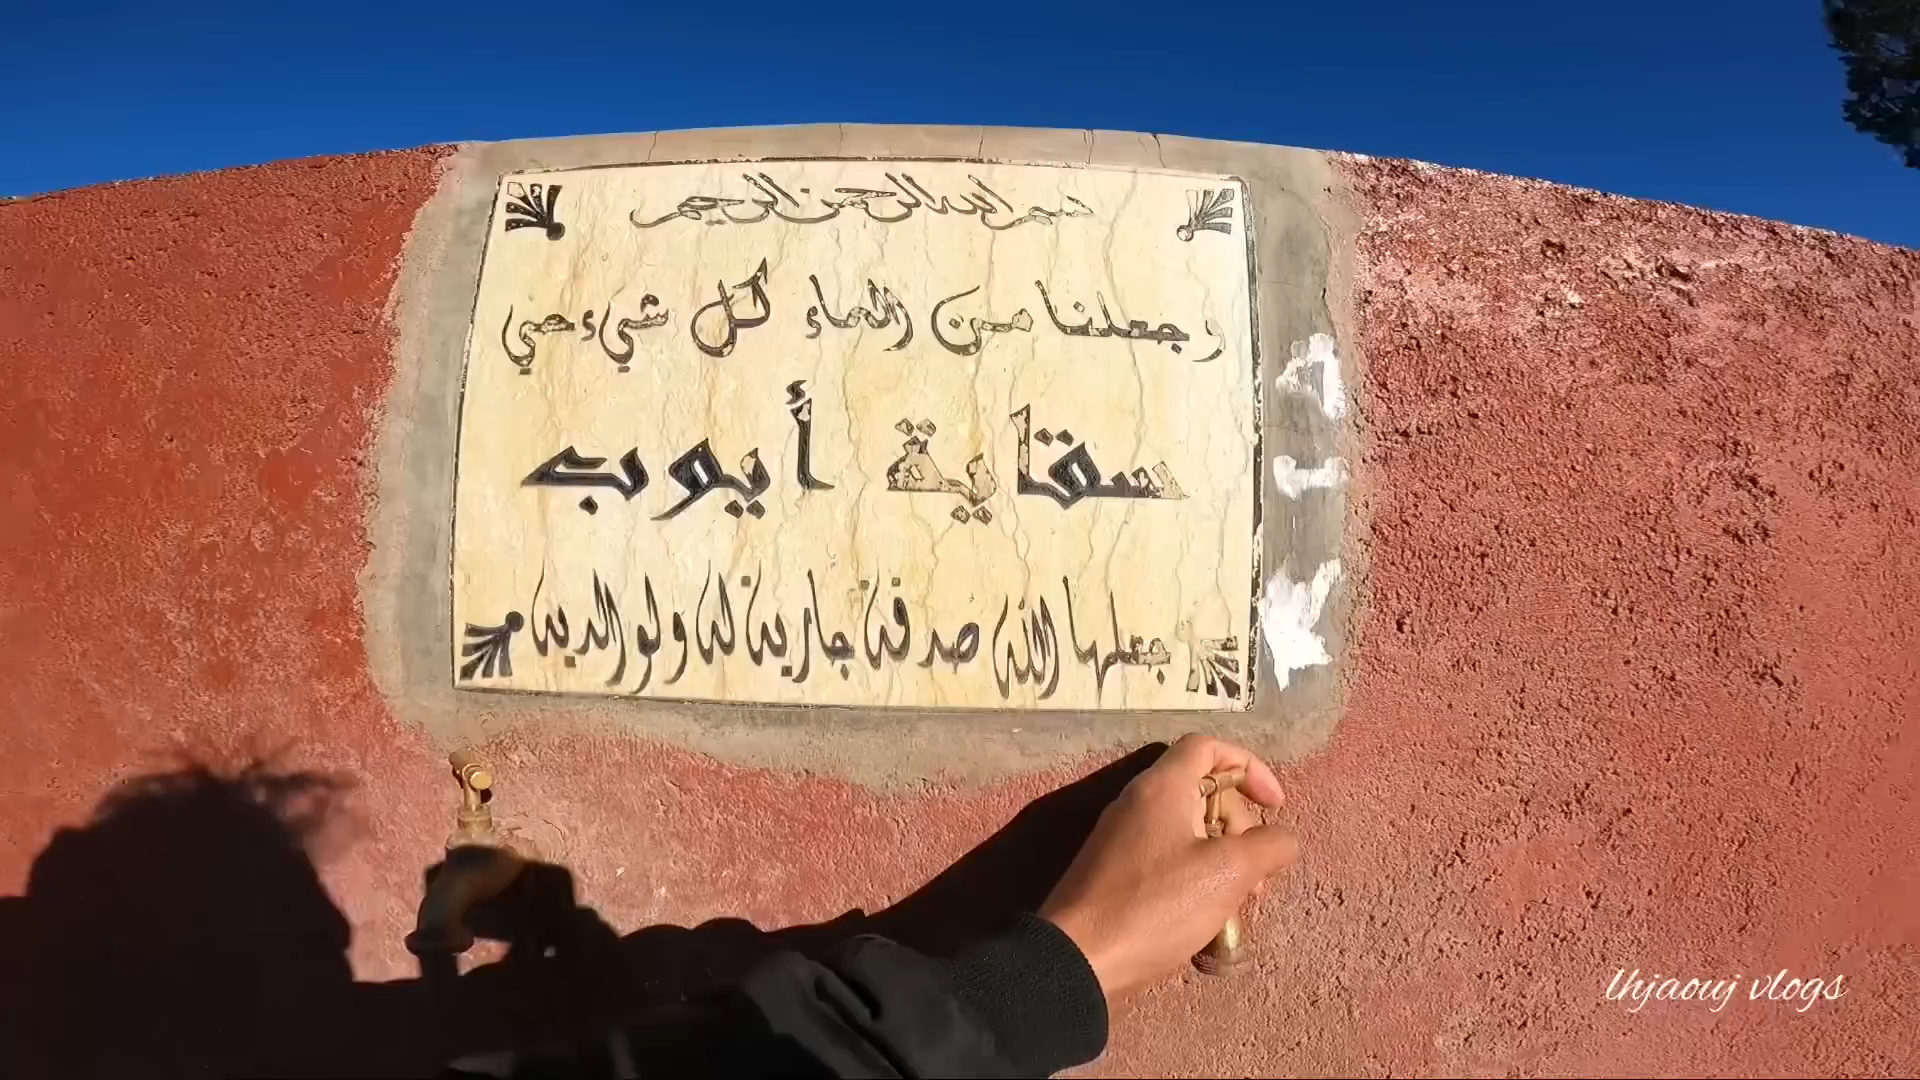 بسم الله الرحمن الرحيم
وجعلنا من الماء كل شيء حي
سقاية أيوب
جعلها الله صدقة جارية له ولوالديه
lhjaouj vlogs